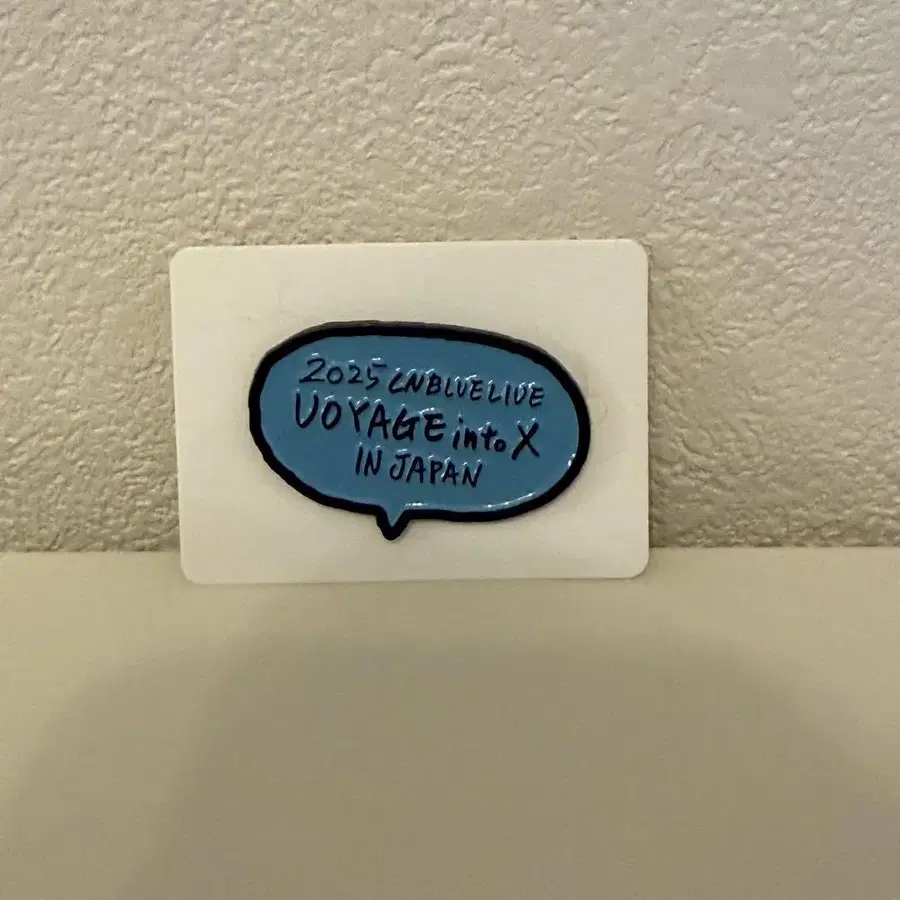 2025 CNBLUE LIVE
VOYAGE into X
IN JAPAN